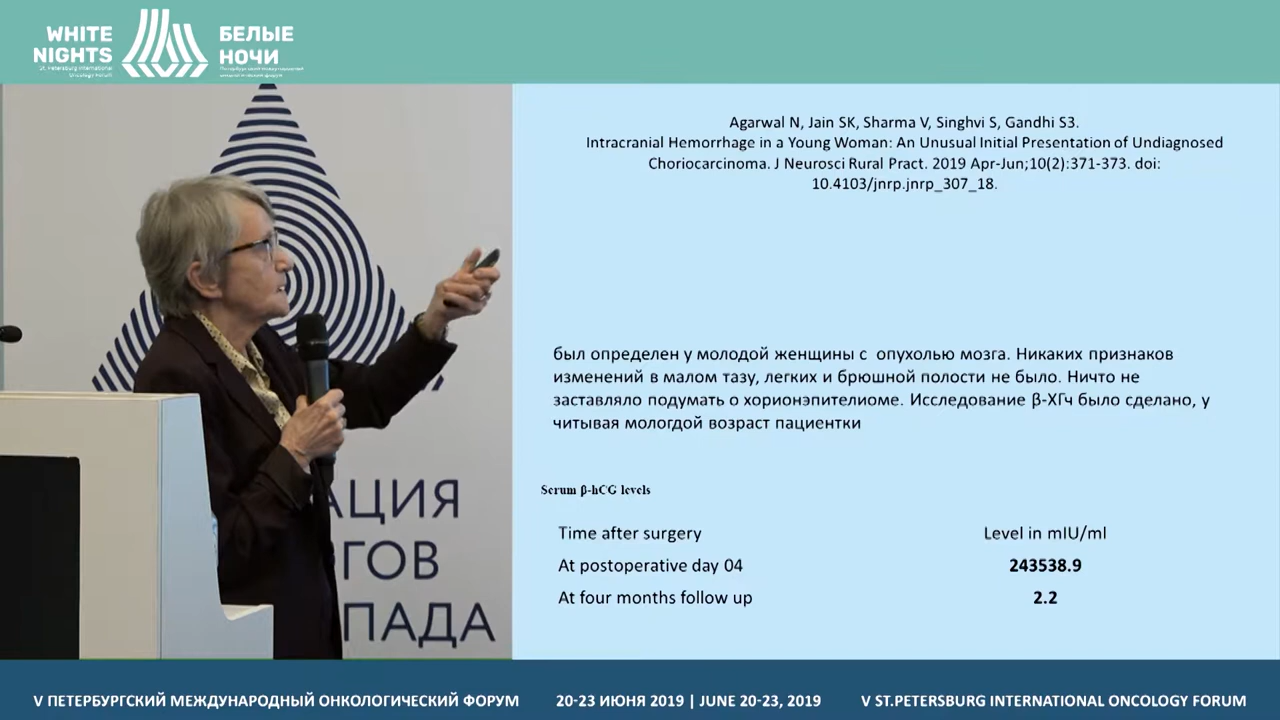 WHITE
NIGHTS
St. Petersburg International
Oncology Forum
БЕЛЫЕ
НОЧИ
Agarwal N, Jain SK, Sharma V, Singhvi S, Gandhi S3.
Intracranial Hemorrhage in a Young Woman: An Unusual Initial Presentation of Undiagnosed
Choriocarcinoma. J Neurosci Rural Pract. 2019 Apr-Jun;10(2):371-373. doi:
10.4103/jnrp.jnrp_307_18.
был определен у молодой женщины с опухолью мозга. Никаких признаков
изменений в малом тазу, легких и брюшной полости не было. Ничто не
заставляло подумать о хорионэпителиоме. Исследование β-ХГч было сделано, у
читывая мологдой возраст пациентки
Serum β-hCG levels
Time after surgery Level in mIU/ml
At postoperative day 04 243538.9
At four months follow up 2.2
АЦИЯ
ГОВ
ПАДА
V ПЕТЕРБУРГСКИЙ МЕЖДУНАРОДНЫЙ ОНКОЛОГИЧЕСКИЙ ФОРУМ 20-23 ИЮНЯ 2019 | JUNE 20-23, 2019 V ST.PETERSBURG INTERNATIONAL ONCOLOGY FORUM